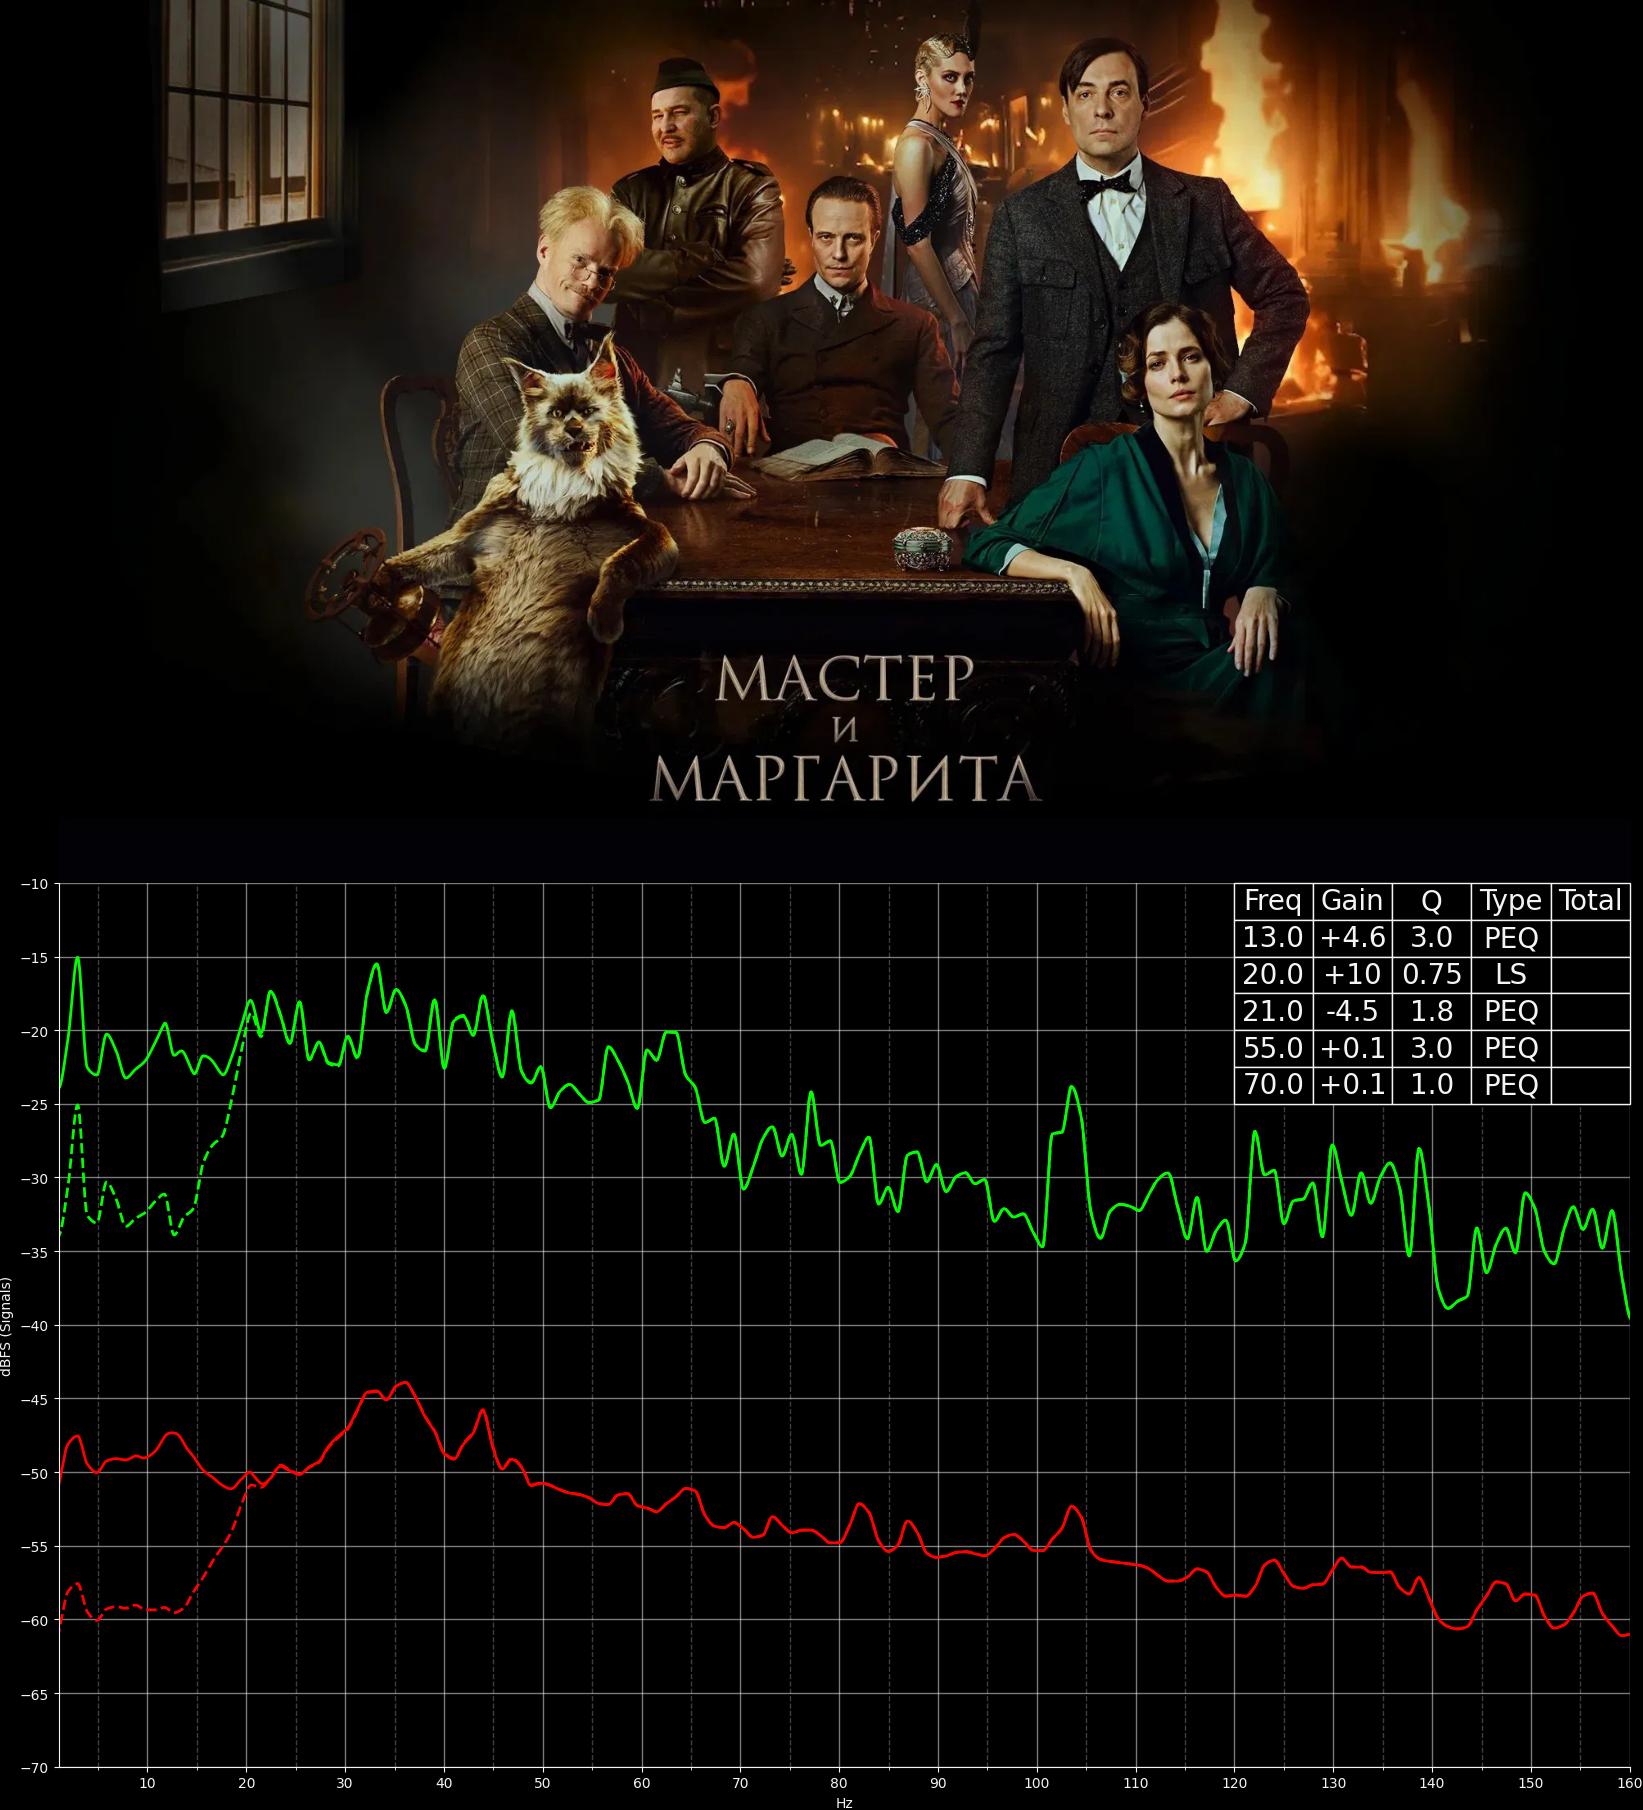 МАСТЕР
И
МАРГАРИТА
Freq Gain Q Type Total
13.0 +4.6 3.0 PEQ
20.0 +10 0.75 LS
21.0 -4.5 1.8 PEQ
55.0 +0.1 3.0 PEQ
70.0 +0.1 1.0 PEQ
−10
−15
−20
−25
−30
−35
−40
−45
−50
−55
−60
−65
−70
dBFS (Signals)
10 20 30 40 50 60 70 80 90 100 110 120 130 140 150 160
Hz